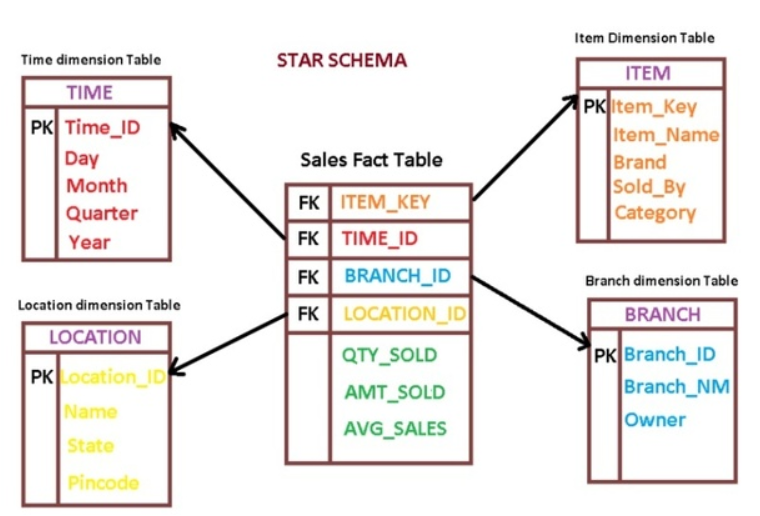 STAR SCHEMA
Time dimension Table
TIME
PK Time_ID
Day
Month
Quarter
Year
Item Dimension Table
ITEM
PK Item_Key
Item_Name
Brand
Sold_By
Category
Sales Fact Table
FK ITEM_KEY
FK TIME_ID
FK BRANCH_ID
FK LOCATION_ID
QTY_SOLD
AMT_SOLD
AVG_SALES
Location dimension Table
LOCATION
PK Location_ID
Name
State
Pincode
Branch dimension Table
BRANCH
PK Branch_ID
Branch_NM
Owner